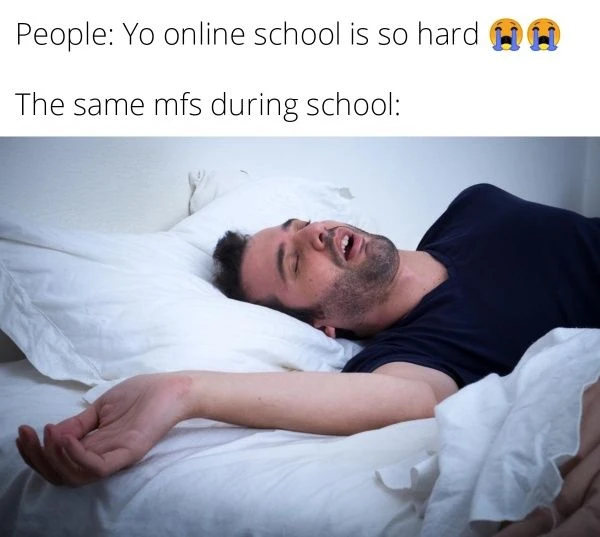 People: Yo online school is so hard 😭😭
The same mfs during school: